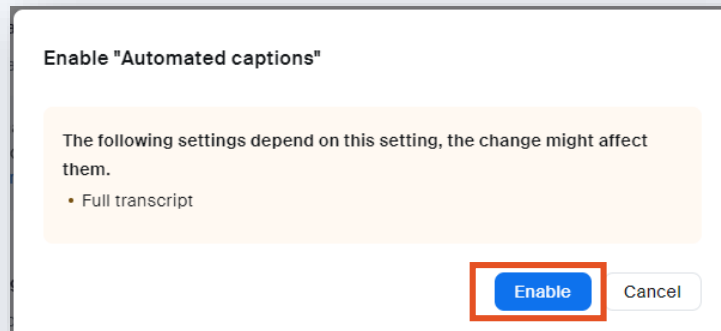 Enable "Automated captions"
The following settings depend on this setting, the change might affect
them.
• Full transcript
Enable
Cancel